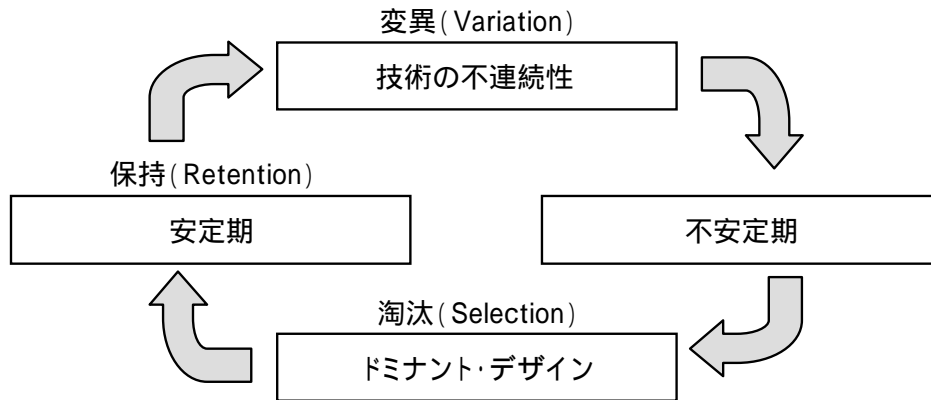 変異(Variation)
技術の不連続性
保持(Retention)
安定期
不安定期
淘汰(Selection)
ドミナント・デザイン